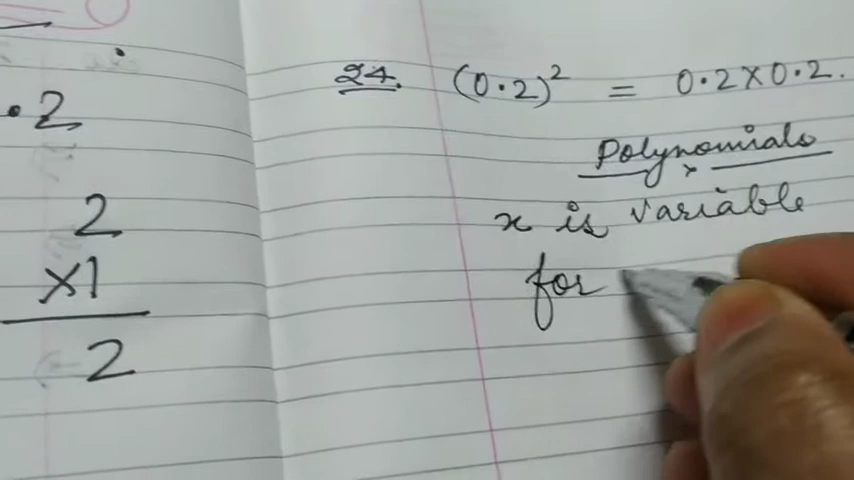 .2
2
×1
2
24. (0.2)² = 0.2×0.2.
Polynomials
x is variable
for